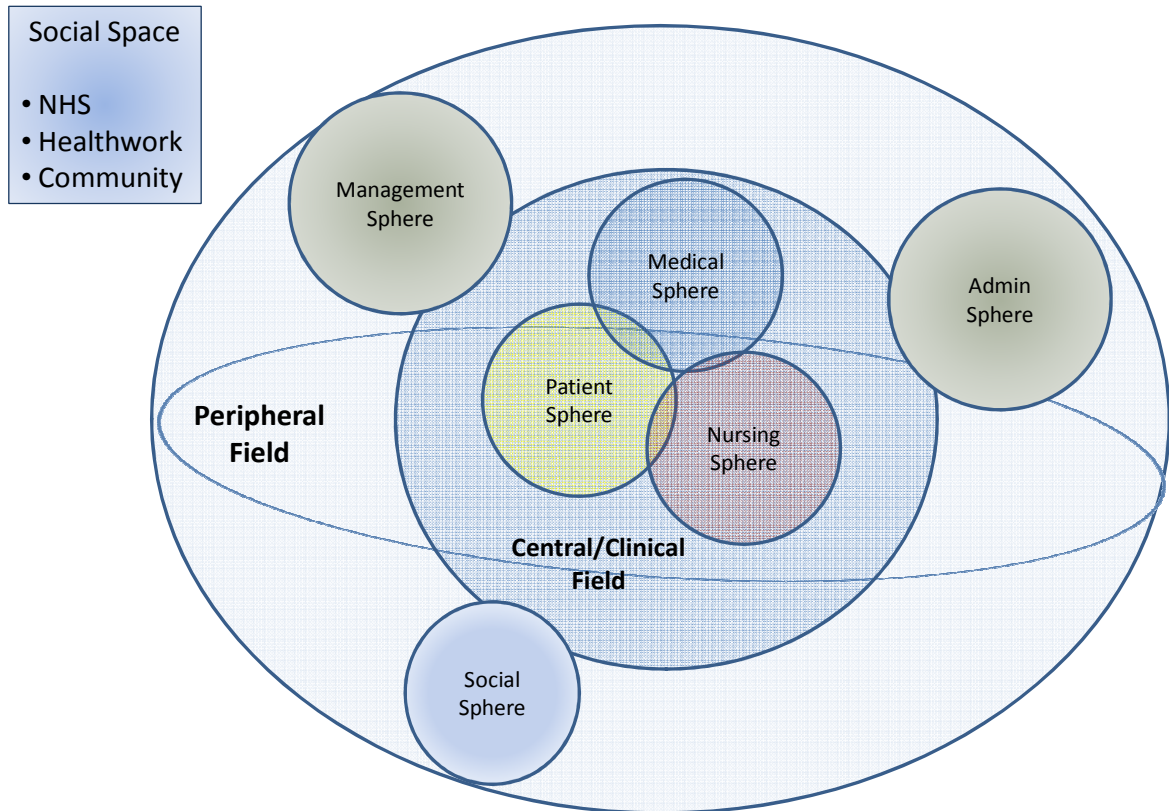 Social Space
• NHS
• Healthwork
• Community
Management
Sphere
Medical
Sphere
Admin
Sphere
Patient
Sphere
Peripheral
Field
Nursing
Sphere
Central/Clinical
Field
Social
Sphere